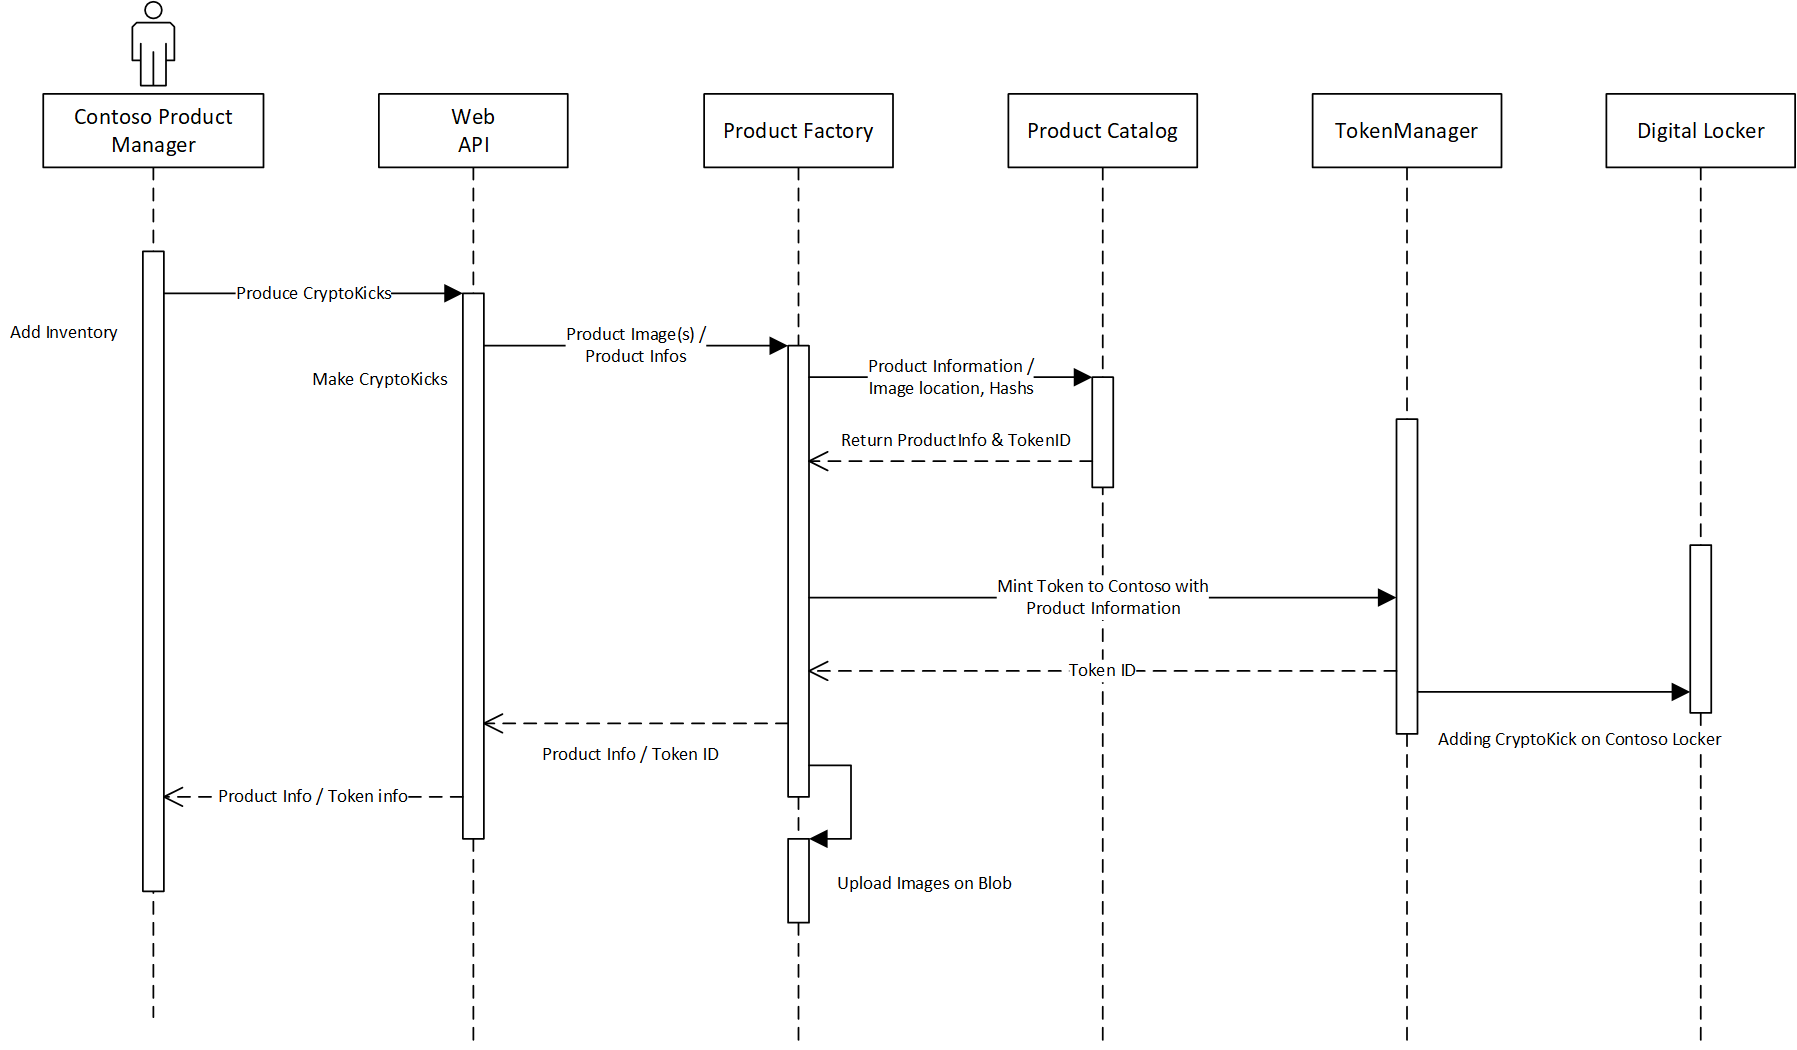 Contoso Product
Manager
Web
API
Product Factory
Product Catalog
TokenManager
Digital Locker
Produce CryptoKicks
Add Inventory
Product Image(s) /
Product Infos
Make CryptoKicks
Product Information /
Image location, Hashs
Return ProductInfo & TokenID
Mint Token to Contoso with
Product Information
Token ID
Adding CryptoKick on Contoso Locker
Product Info / Token ID
Product Info / Token info
Upload Images on Blob